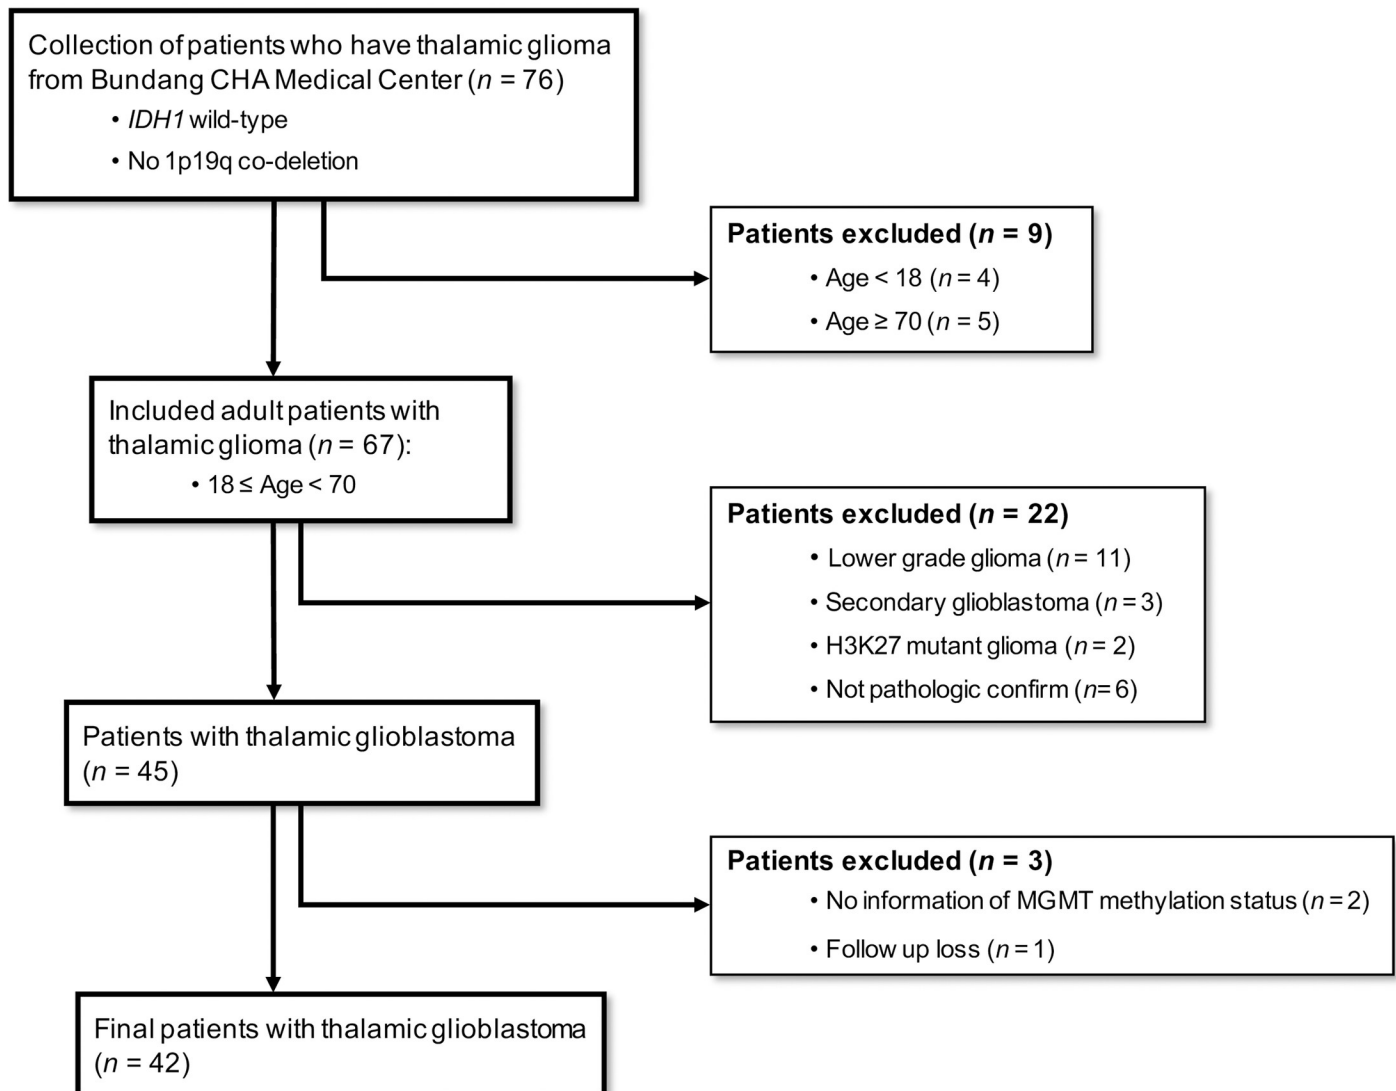 Collection of patients who have thalamic glioma
from Bundang CHA Medical Center (n = 76)
• IDH1 wild-type
• No 1p19q co-deletion
Patients excluded (n = 9)
• Age < 18 (n = 4)
• Age ≥ 70 (n = 5)
Included adult patients with
thalamic glioma (n = 67):
• 18 ≤ Age < 70
Patients excluded (n = 22)
• Lower grade glioma (n = 11)
• Secondary glioblastoma (n = 3)
• H3K27 mutant glioma (n = 2)
• Not pathologic confirm (n= 6)
Patients with thalamic glioblastoma
(n = 45)
Patients excluded (n = 3)
• No information of MGMT methylation status (n = 2)
• Follow up loss (n = 1)
Final patients with thalamic glioblastoma
(n = 42)